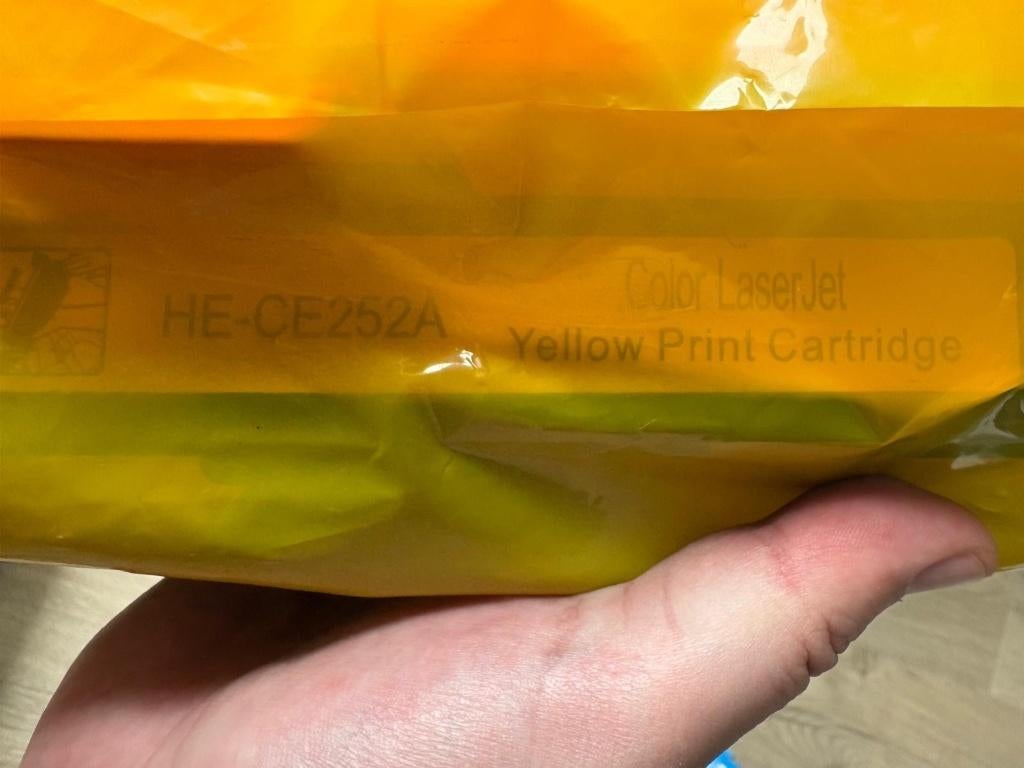 HE-CE252A
Color LaserJet
Yellow Print Cartridge